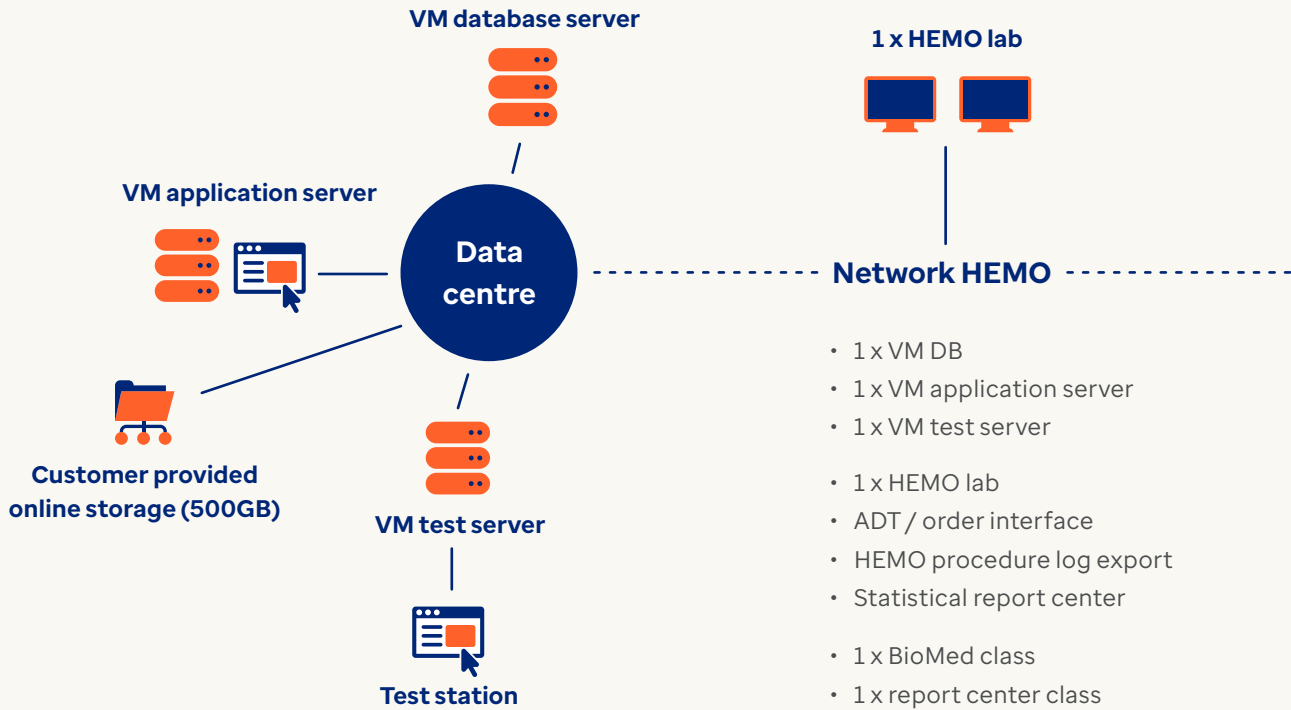 VM database server
1 x HEMO lab
VM application server
Data
centre
Network HEMO
Customer provided
online storage (500GB)
VM test server
Test station
• 1 x VM DB
• 1 x VM application server
• 1 x VM test server
• 1 x HEMO lab
• ADT / order interface
• HEMO procedure log export
• Statistical report center
• 1 x BioMed class
• 1 x report center class